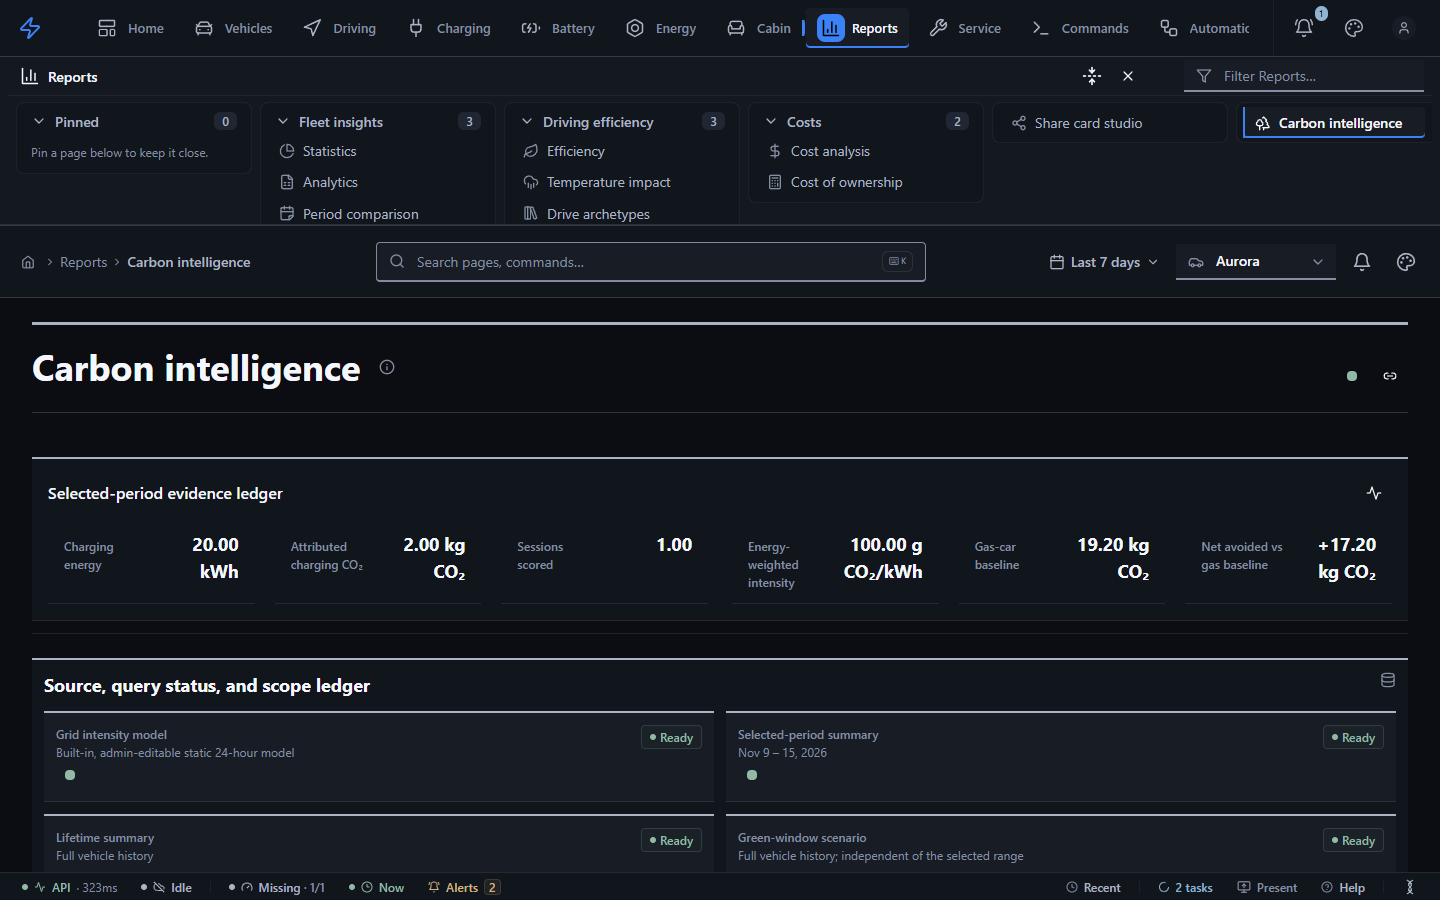 Home Vehicles Driving Charging Battery Energy Cabin Reports Service Commands Automatic 1
Reports Filter Reports...
Pinned 0
Pin a page below to keep it close.
Fleet insights 3
Statistics
Analytics
Period comparison
Driving efficiency 3
Efficiency
Temperature impact
Drive archetypes
Costs 2
Cost analysis
Cost of ownership
Share card studio
Carbon intelligence
Reports Carbon intelligence Search pages, commands... K Last 7 days Aurora
Carbon intelligence
Selected-period evidence ledger
Charging energy
20.00 kWh
Attributed charging CO₂
2.00 kg CO₂
Sessions scored
1.00
Energy-weighted intensity
100.00 g CO₂/kWh
Gas-car baseline
19.20 kg CO₂
Net avoided vs gas baseline
+17.20 kg CO₂
Source, query status, and scope ledger
Grid intensity model Ready
Built-in, admin-editable static 24-hour model
Selected-period summary Ready
Nov 9 – 15, 2026
Lifetime summary Ready
Full vehicle history
Green-window scenario Ready
Full vehicle history; independent of the selected range
API · 323ms Idle Missing · 1/1 Now Alerts 2 Recent 2 tasks Present Help